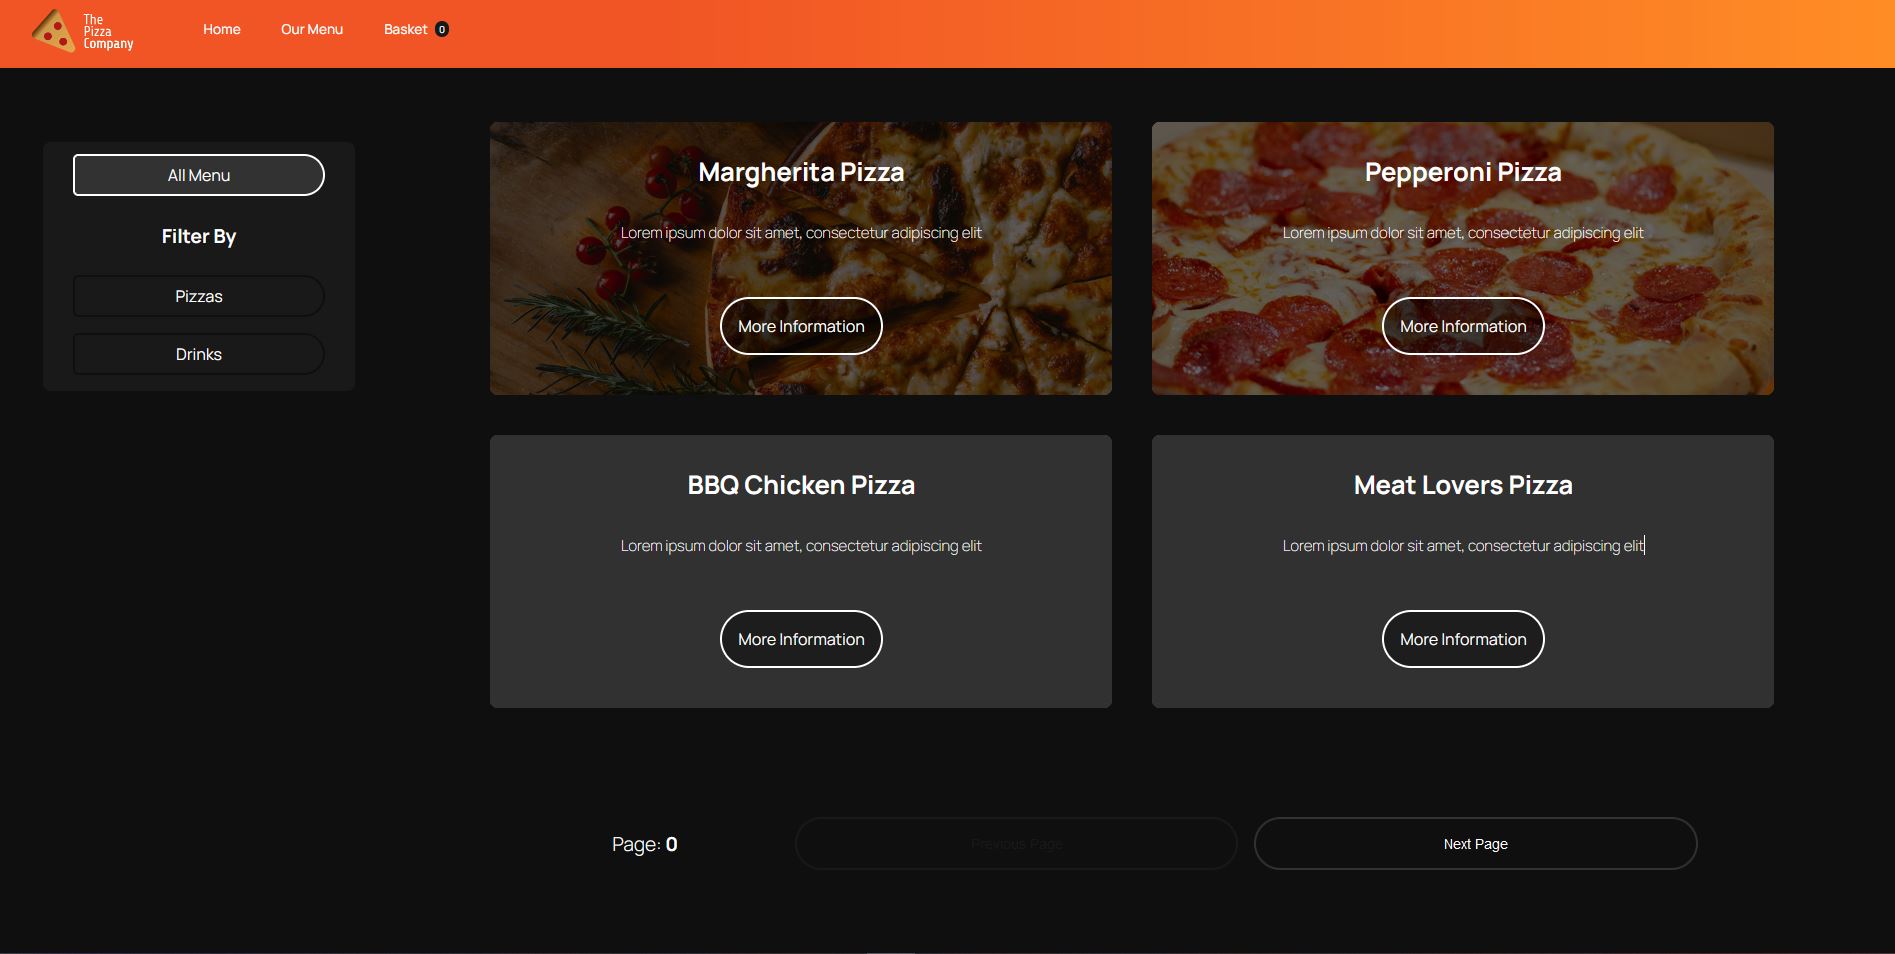 The
Pizza
Company
Home
Our Menu
Basket 0
All Menu
Filter By
Pizzas
Drinks
Margherita Pizza
Lorem ipsum dolor sit amet, consectetur adipiscing elit
More Information
Pepperoni Pizza
Lorem ipsum dolor sit amet, consectetur adipiscing elit
More Information
BBQ Chicken Pizza
Lorem ipsum dolor sit amet, consectetur adipiscing elit
More Information
Meat Lovers Pizza
Lorem ipsum dolor sit amet, consectetur adipiscing elit
More Information
Page: 0
Previous Page
Next Page